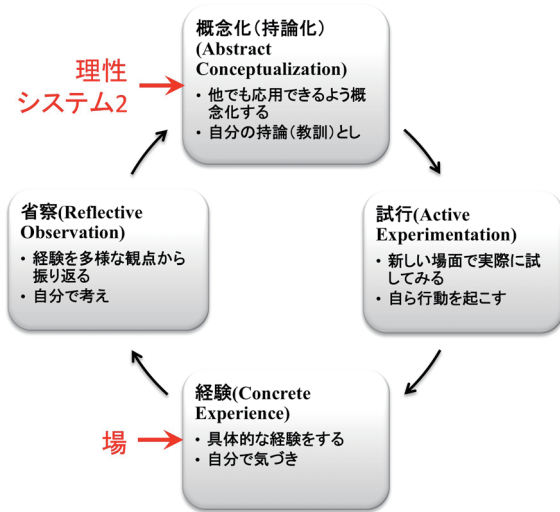 概念化(持論化)
(Abstract
Conceptualization)
• 他でも応用できるよう概
念化する
• 自分の持論(教訓)とし
理性
システム2
省察(Reflective
Observation)
• 経験を多様な観点から
振り返る
• 自分で考え
試行(Active
Experimentation)
• 新しい場面で実際に試
してみる
• 自ら行動を起こす
経験(Concrete
Experience)
• 具体的な経験をする
• 自分で気づき
場